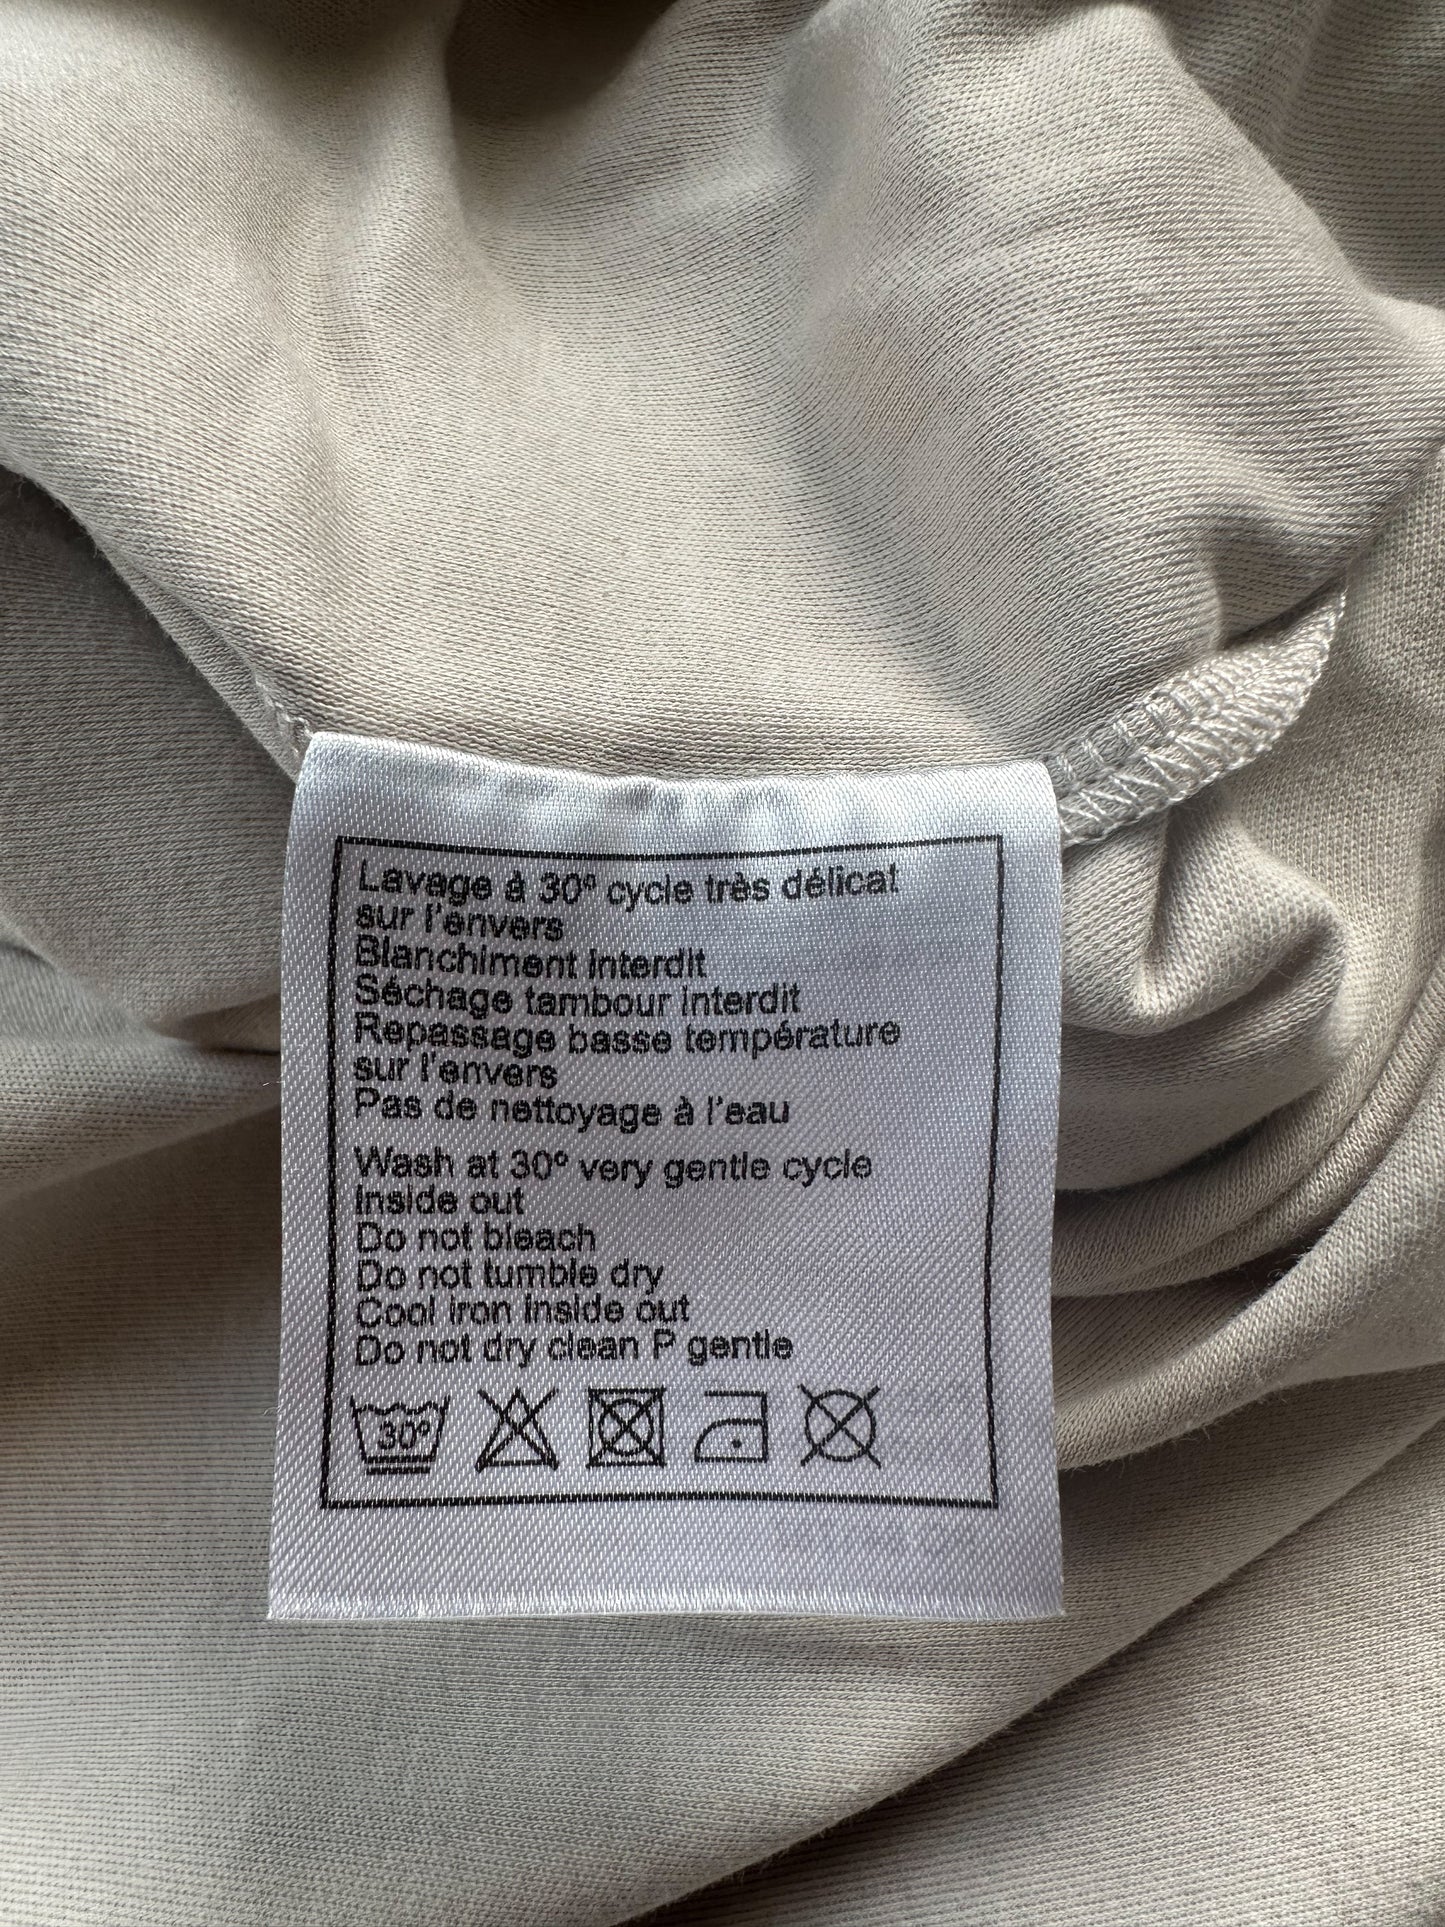 Lavage à 30° cycle très délicat
sur l'envers
Blanchiment interdit
Séchage tambour interdit
Repassage basse température
sur l'envers
Pas de nettoyage à l'eau
Wash at 30° very gentle cycle
Inside out
Do not bleach
Do not tumble dry
Cool iron inside out
Do not dry clean P gentle
30°